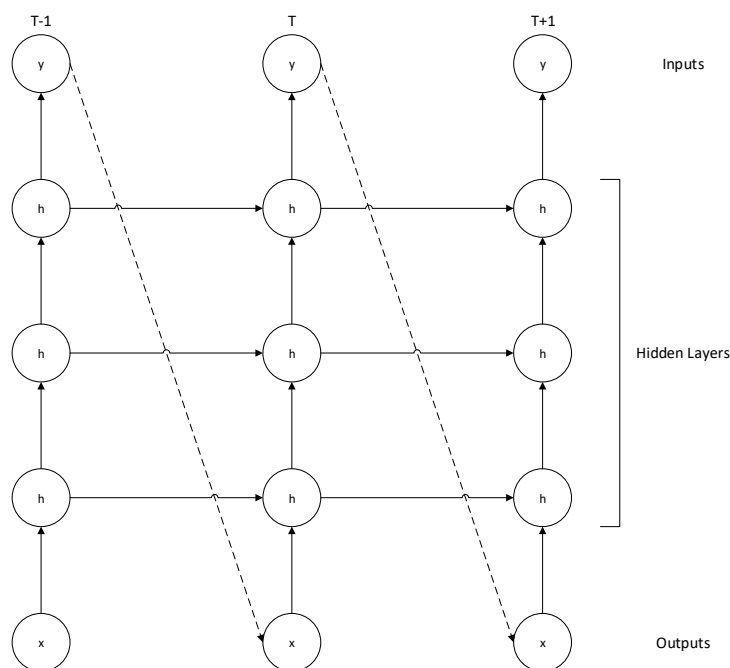 T-1 T T+1
y y y Inputs
h h h
h h h Hidden Layers
h h h
x x x Outputs